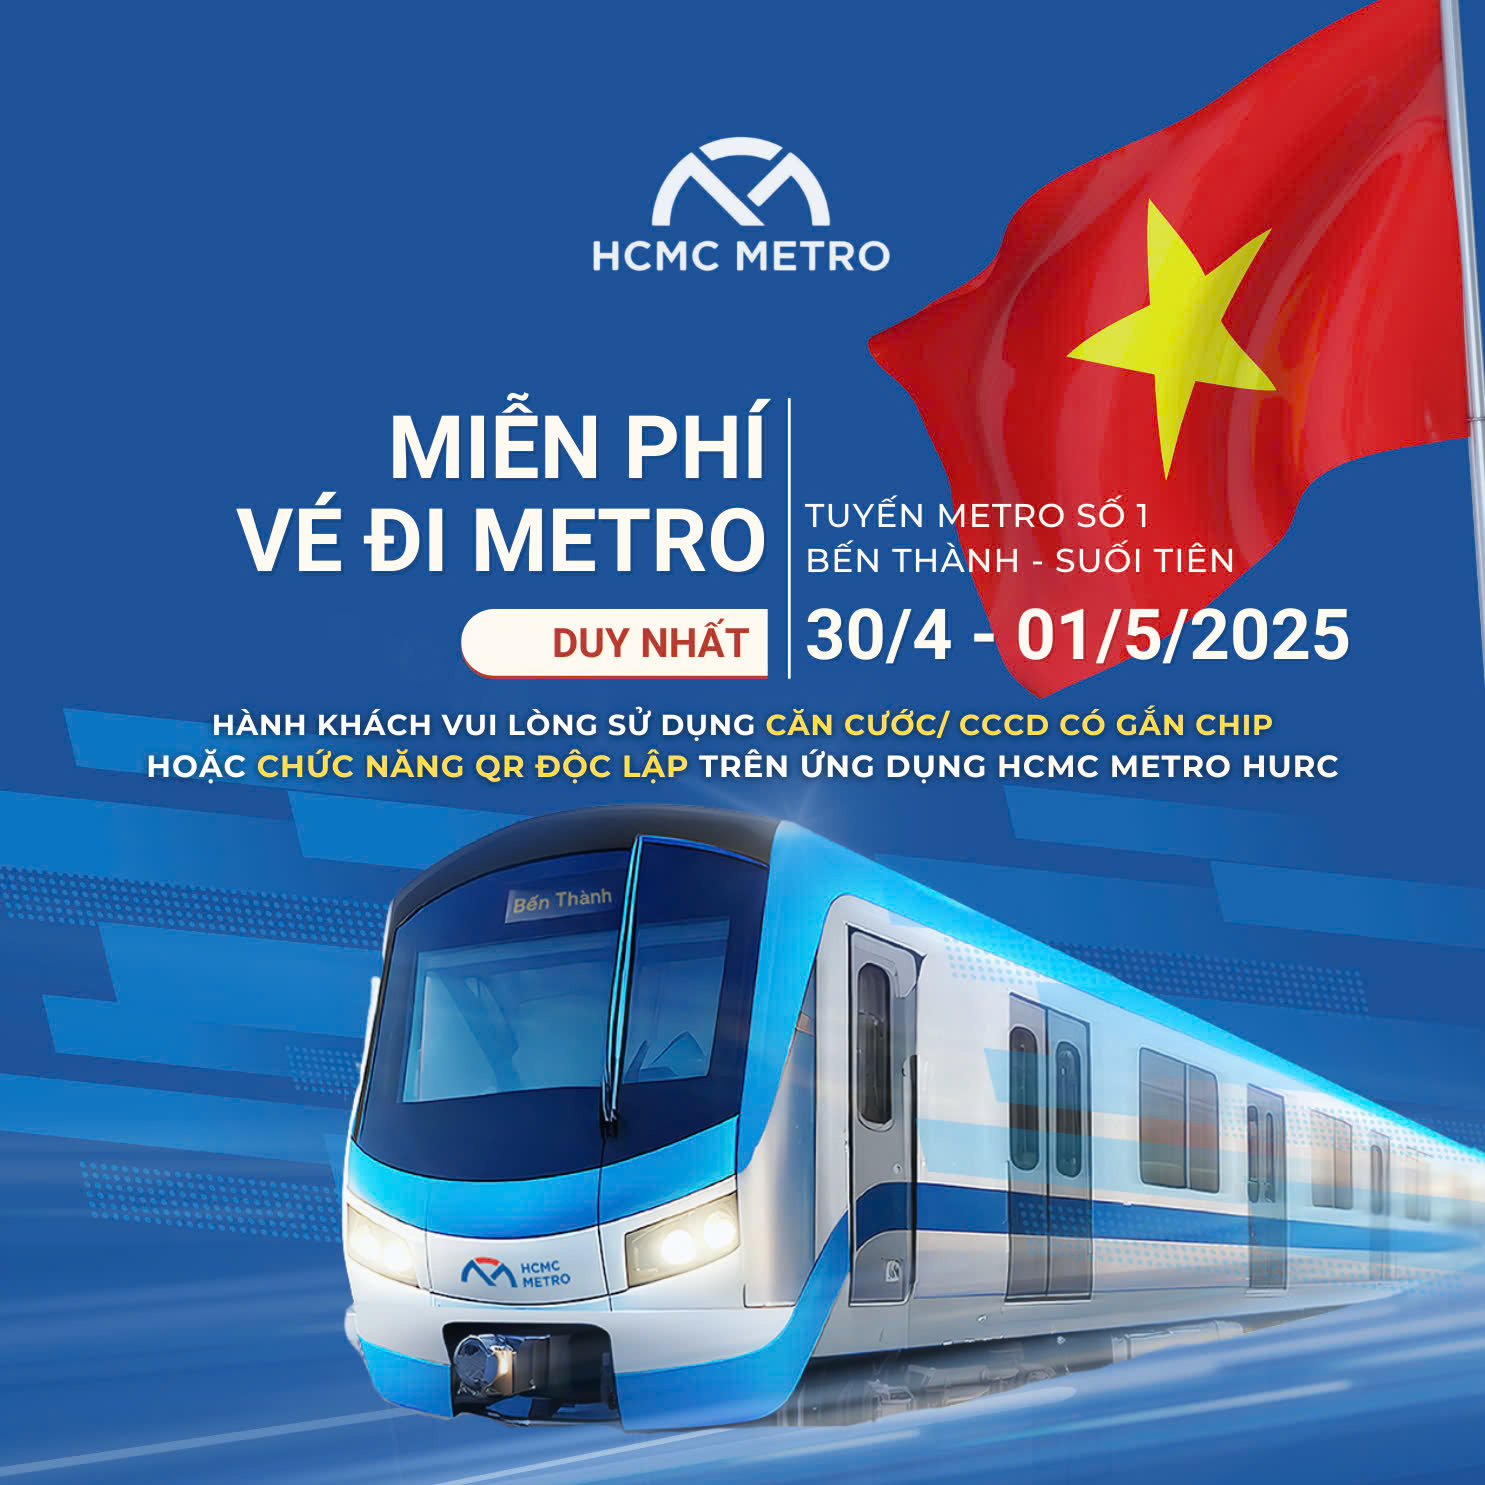 HCMC METRO
MIỄN PHÍ
VÉ ĐI METRO
DUY NHẤT
TUYẾN METRO SỐ 1
BẾN THÀNH - SUỐI TIÊN
30/4 - 01/5/2025
HÀNH KHÁCH VUI LÒNG SỬ DỤNG CĂN CƯỚC/ CCCD CÓ GẮN CHIP
HOẶC CHỨC NĂNG QR ĐỘC LẬP TRÊN ỨNG DỤNG HCMC METRO HURC
Bến Thành
HCMC
METRO